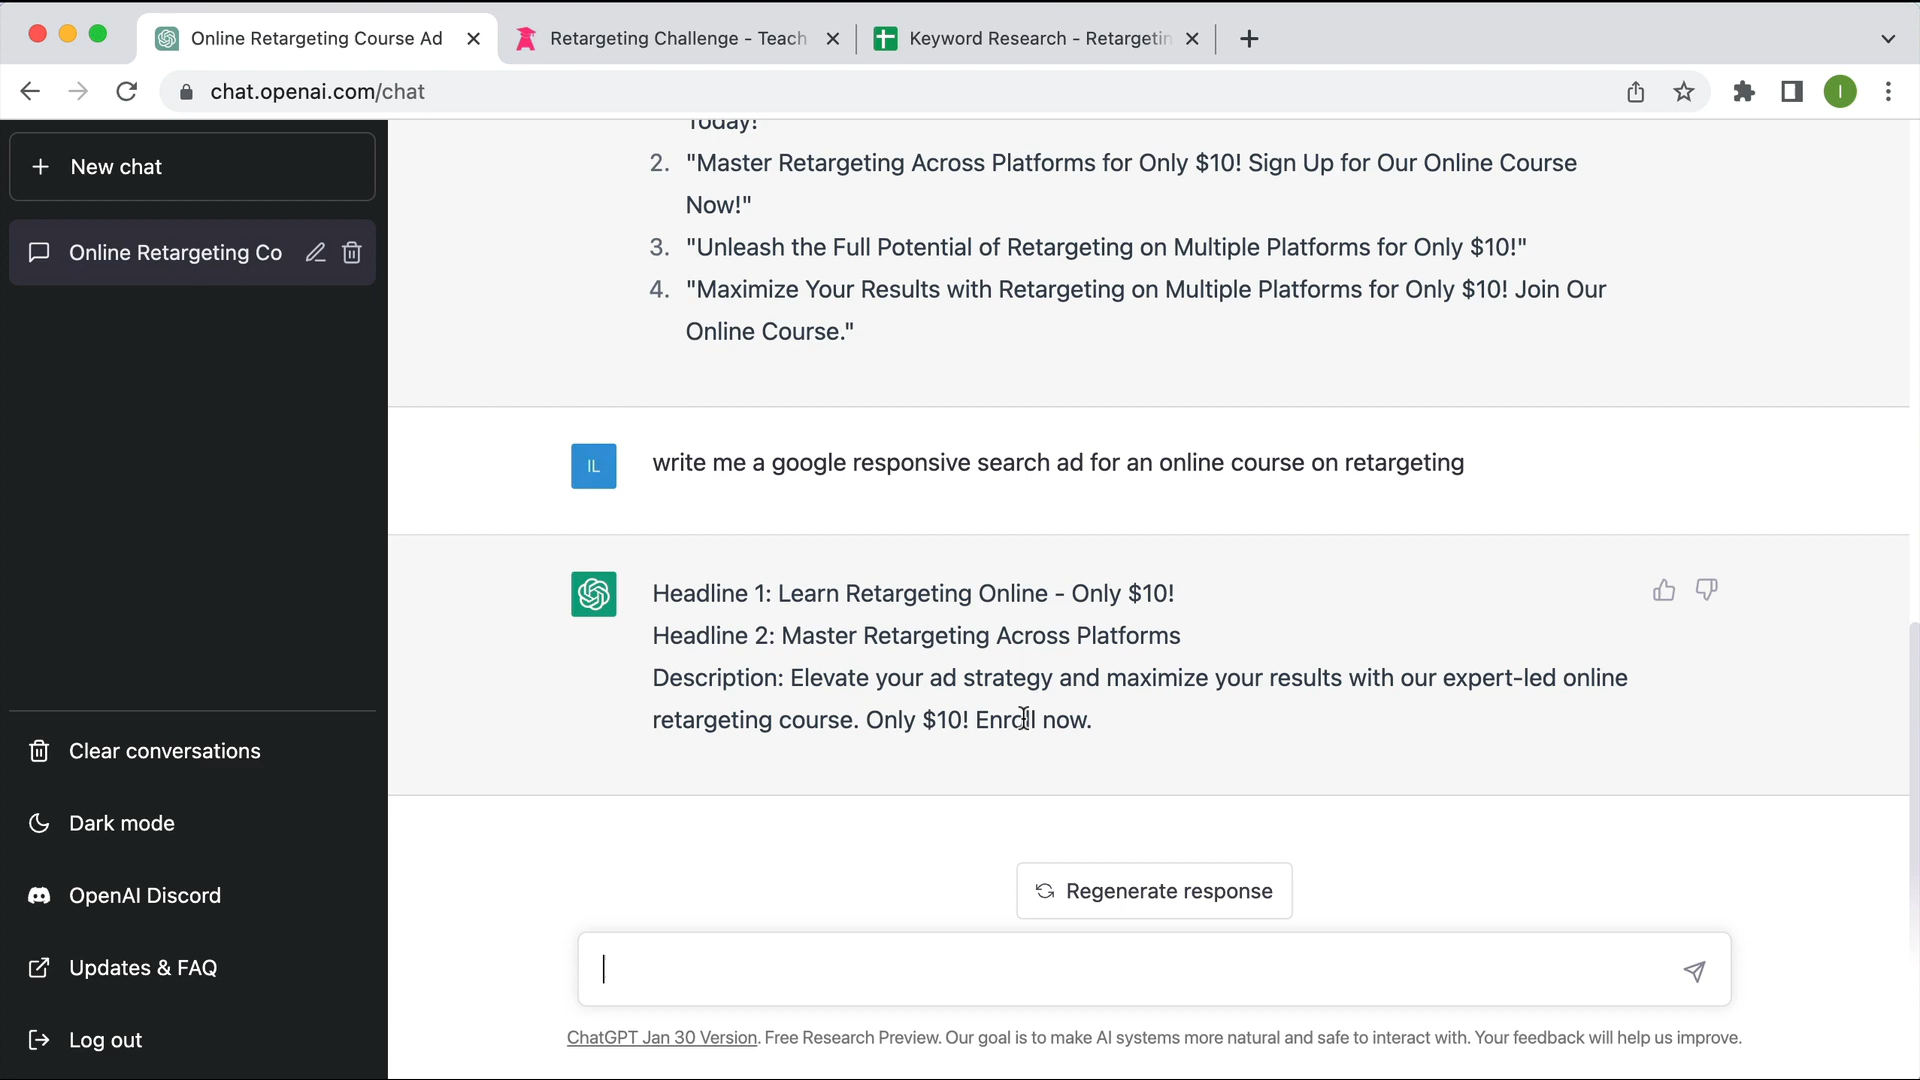 Online Retargeting Course Ad
Retargeting Challenge - Teach
Keyword Research - Retargetin
chat.openai.com/chat
I
New chat
Online Retargeting Co
Today!
2. "Master Retargeting Across Platforms for Only $10! Sign Up for Our Online Course
Now!"
3. "Unleash the Full Potential of Retargeting on Multiple Platforms for Only $10!"
4. "Maximize Your Results with Retargeting on Multiple Platforms for Only $10! Join Our
Online Course."
IL
write me a google responsive search ad for an online course on retargeting
Headline 1: Learn Retargeting Online - Only $10!
Headline 2: Master Retargeting Across Platforms
Description: Elevate your ad strategy and maximize your results with our expert-led online
retargeting course. Only $10! Enroll now.
Clear conversations
Dark mode
OpenAI Discord
Updates & FAQ
Log out
Regenerate response
ChatGPT Jan 30 Version. Free Research Preview. Our goal is to make AI systems more natural and safe to interact with. Your feedback will help us improve.